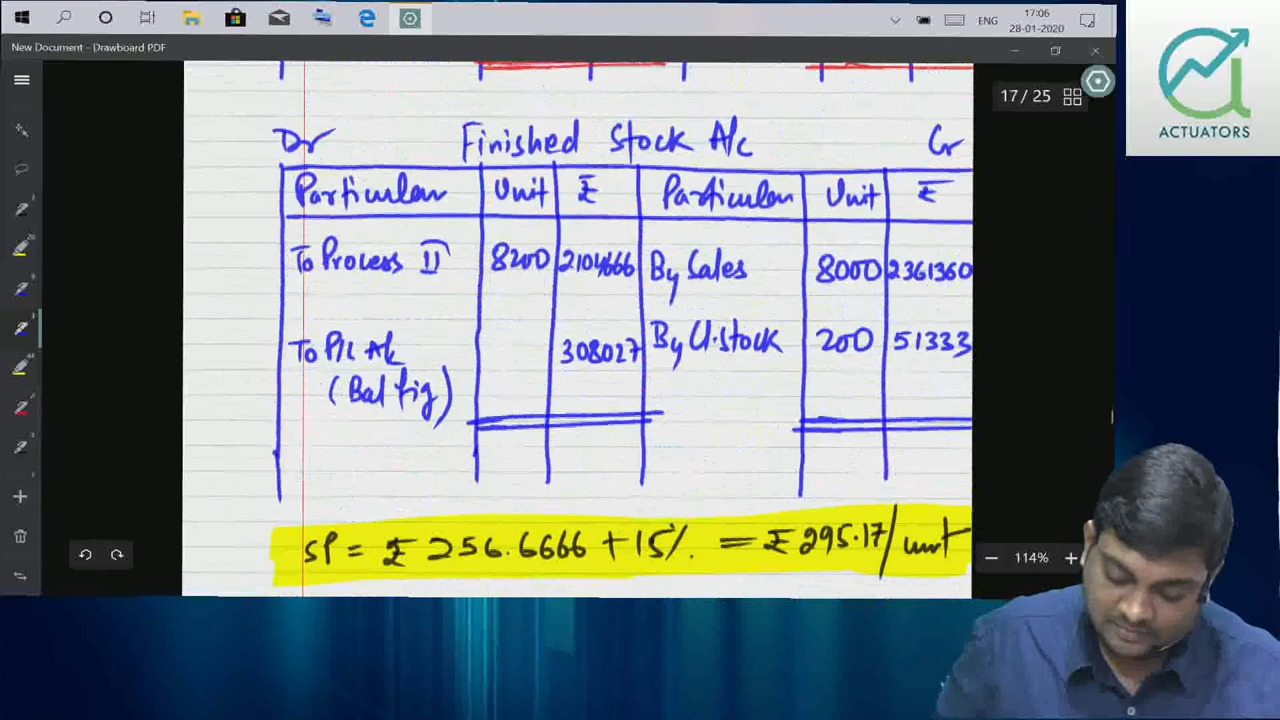 17:06
ENG
28-01-2020
New Document - Drawboard PDF
17 / 25
ACTUATORS
Dr Finished Stock A/c Cr
Particulars Unit ₹ Particulars Unit ₹
To Process II 8200 2104666 By Sales 8000 2361360
To P/L A/c 308027 By Cl. stock 200 51333
(Bal fig)
SP = ₹ 256.6666 + 15% = ₹ 295.17/unit
114%